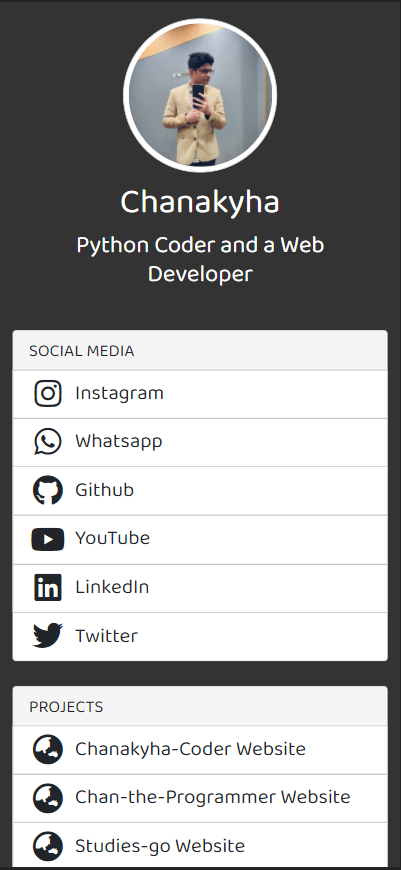 Chanakyha
Python Coder and a Web
Developer
SOCIAL MEDIA
Instagram
Whatsapp
Github
YouTube
LinkedIn
Twitter
PROJECTS
Chanakyha-Coder Website
Chan-the-Programmer Website
Studies-go Website